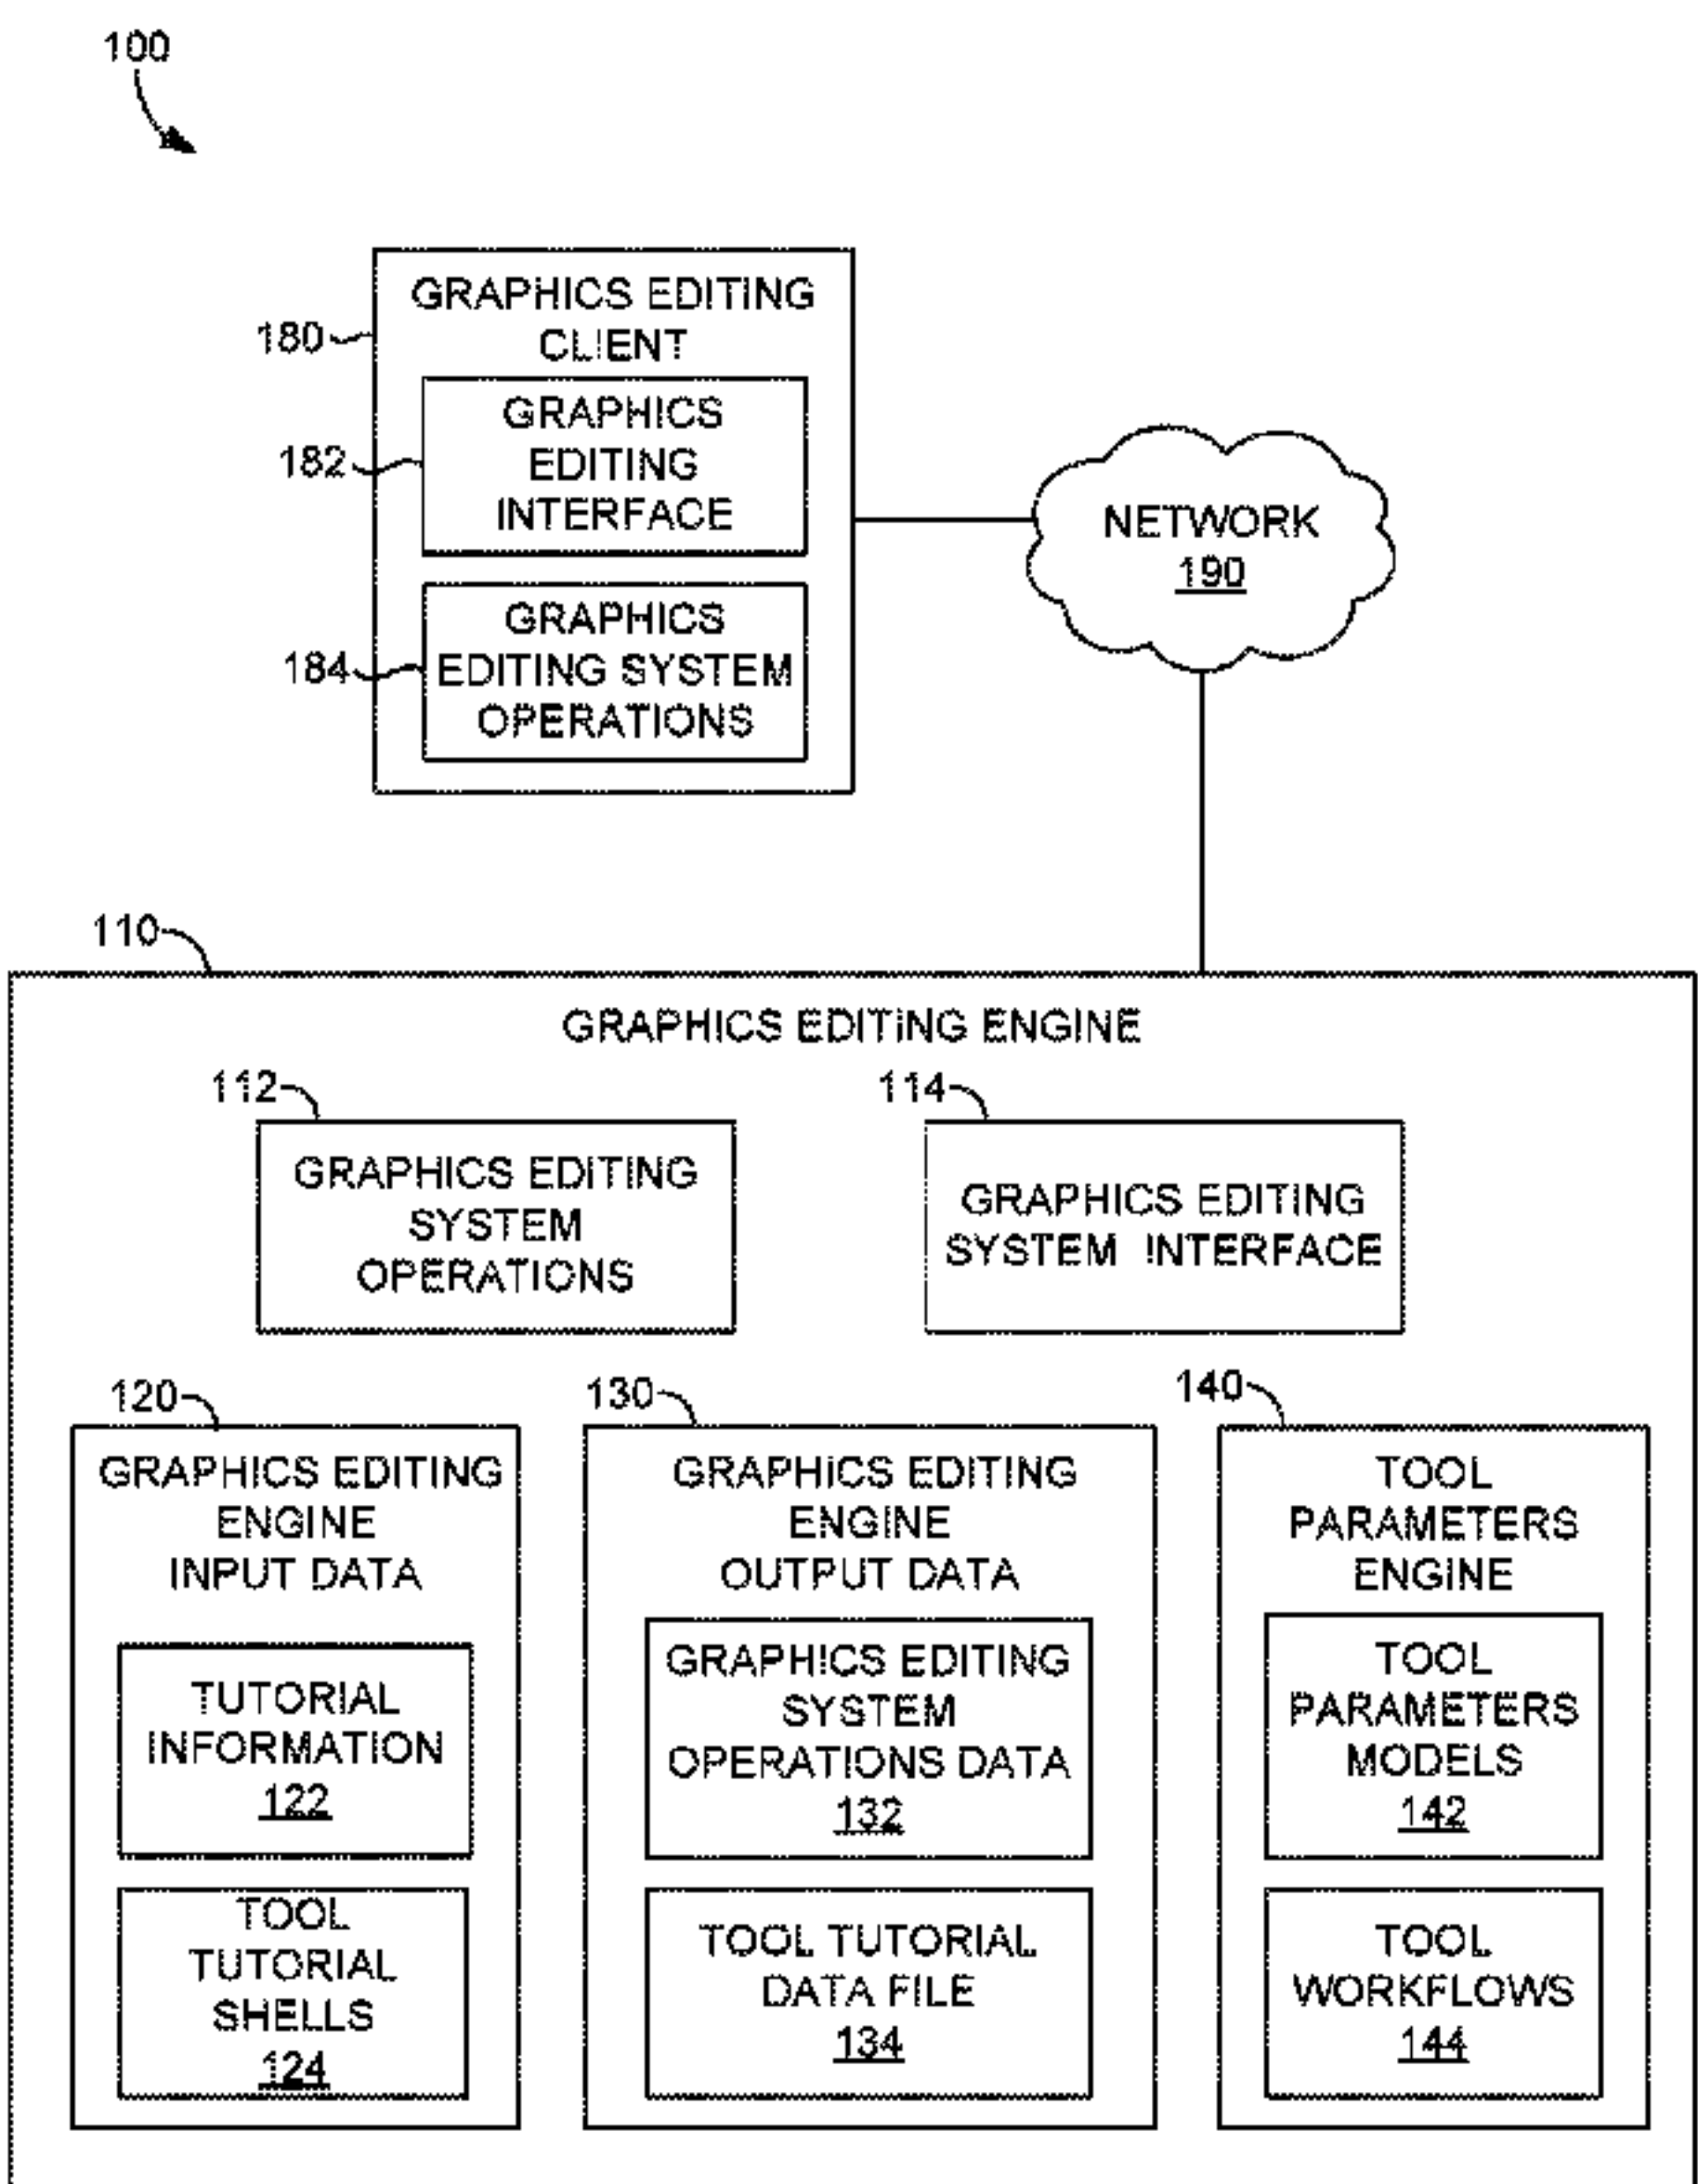 100
GRAPHICS EDITING
CLIENT
180
GRAPHICS
EDITING
INTERFACE
182
GRAPHICS
EDITING SYSTEM
OPERATIONS
184
NETWORK
190
110
GRAPHICS EDITING ENGINE
112
GRAPHICS EDITING
SYSTEM
OPERATIONS
114
GRAPHICS EDITING
SYSTEM INTERFACE
120
GRAPHICS EDITING
ENGINE
INPUT DATA
TUTORIAL
INFORMATION
122
TOOL
TUTORIAL
SHELLS
124
130
GRAPHICS EDITING
ENGINE
OUTPUT DATA
GRAPHICS EDITING
SYSTEM
OPERATIONS DATA
132
TOOL TUTORIAL
DATA FILE
134
140
TOOL
PARAMETERS
ENGINE
TOOL
PARAMETERS
MODELS
142
TOOL
WORKFLOWS
144